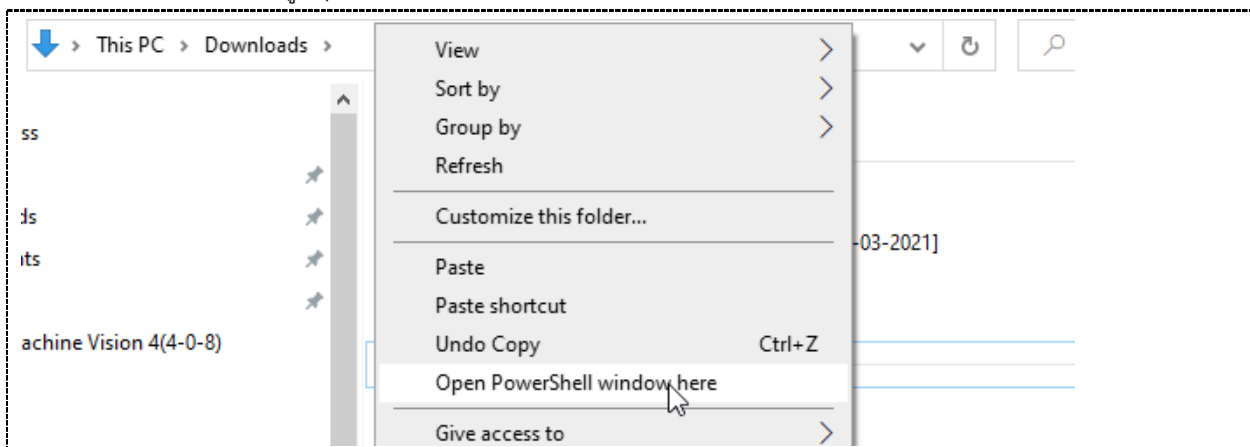 This PC > Downloads >
View
Sort by
Group by
Refresh
Customize this folder...
Paste
Paste shortcut
Undo Copy Ctrl+Z
Open PowerShell window here
Give access to
ss
ds
nts
achine Vision 4(4-0-8)
-03-2021]